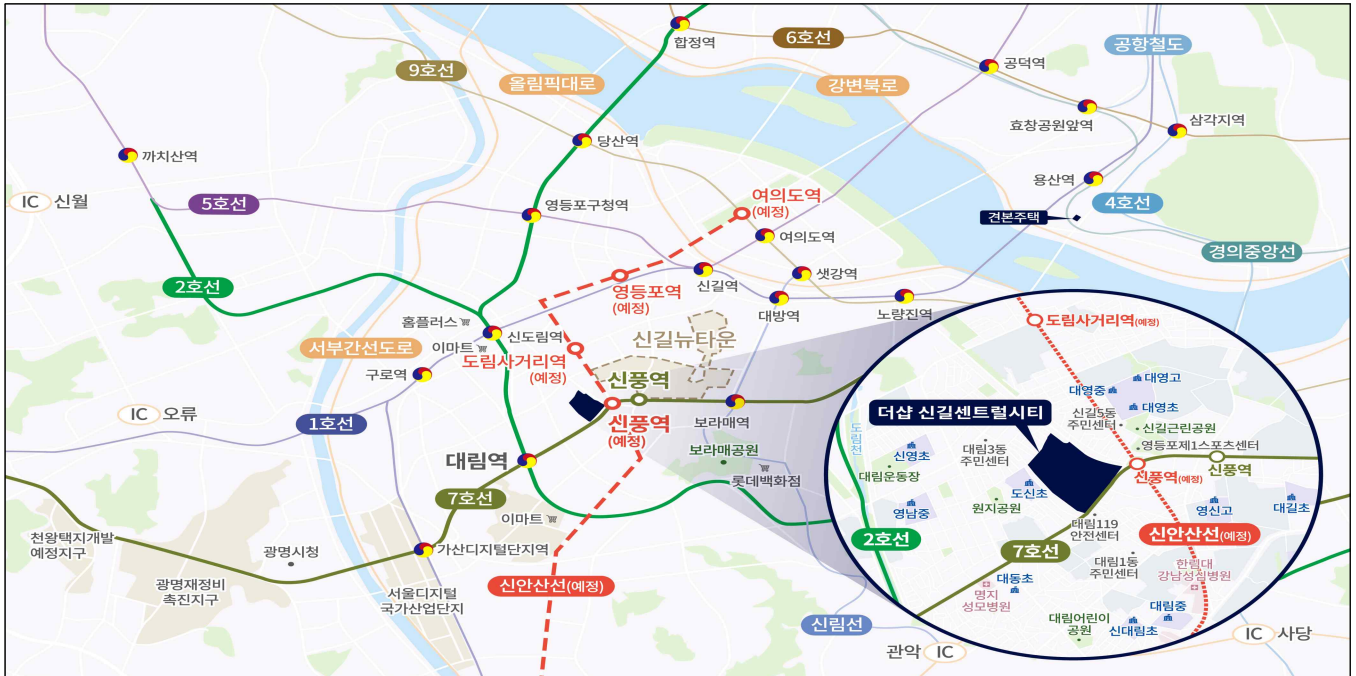 합정역
6호선
공항철도
9호선
올림픽대로
강변북로
공덕역
효창공원앞역
삼각지역
당산역
까치산역
용산역
IC 신월
5호선
영등포구청역
여의도역
(예정)
견본주택
4호선
여의도역
경의중앙선
2호선
영등포역
(예정)
신길역
샛강역
대방역
노량진역
홈플러스
신도림역
이마트
서부간선도로
도림사거리역
(예정)
신길뉴타운
구로역
신풍역
신풍역
(예정)
보라매역
IC 오류
1호선
대림역
보라매공원
롯데백화점
7호선
이마트
천왕택지개발
예정지구
광명시청
가산디지털단지역
광명재정비
촉진지구
서울디지털
국가산업단지
신안산선(예정)
신림선
관악 IC
IC 사당
도림사거리역(예정)
대영중
대영고
대영초
더샵 신길센트럴시티
신길5동
주민센터
신길근린공원
영등포제1스포츠센터
도림천
신영초
대림3동
주민센터
신풍역(예정)
신풍역
대림운동장
도신초
원지공원
영남중
영신고
대길초
대림119
안전센터
2호선
7호선
신안산선(예정)
대림1동
주민센터
한림대
강남성심병원
대동초
명지
성모병원
대림어린이
공원
신대림초
대림중